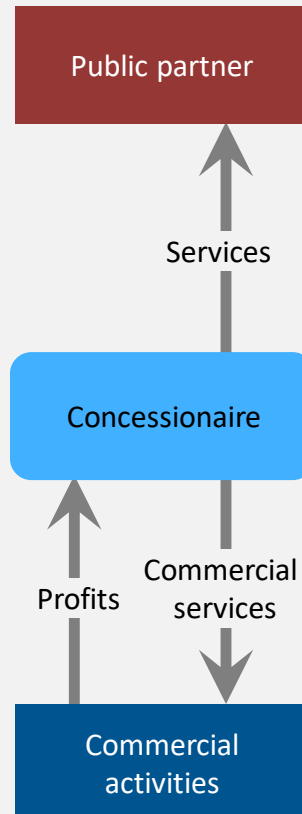 Public partner
Services
Concessionaire
Profits
Commercial
services
Commercial
activities